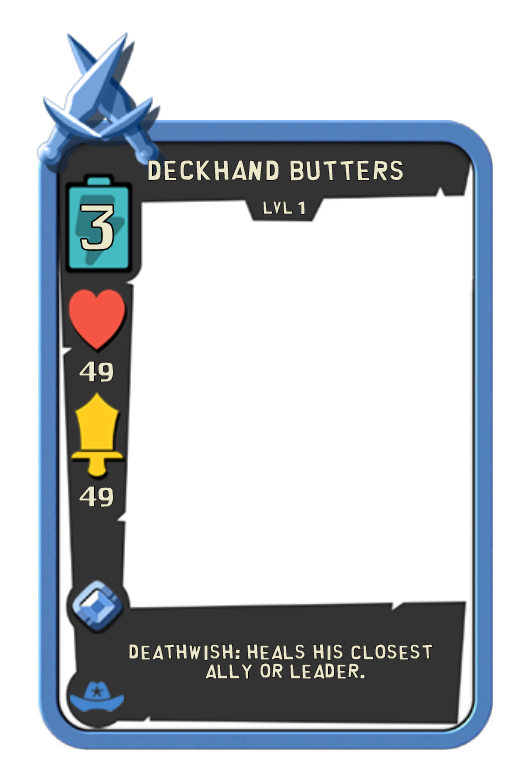 DECKHAND BUTTERS
LVL 1
3
49
49
DEATHWISH: HEALS HIS CLOSEST
ALLY OR LEADER.